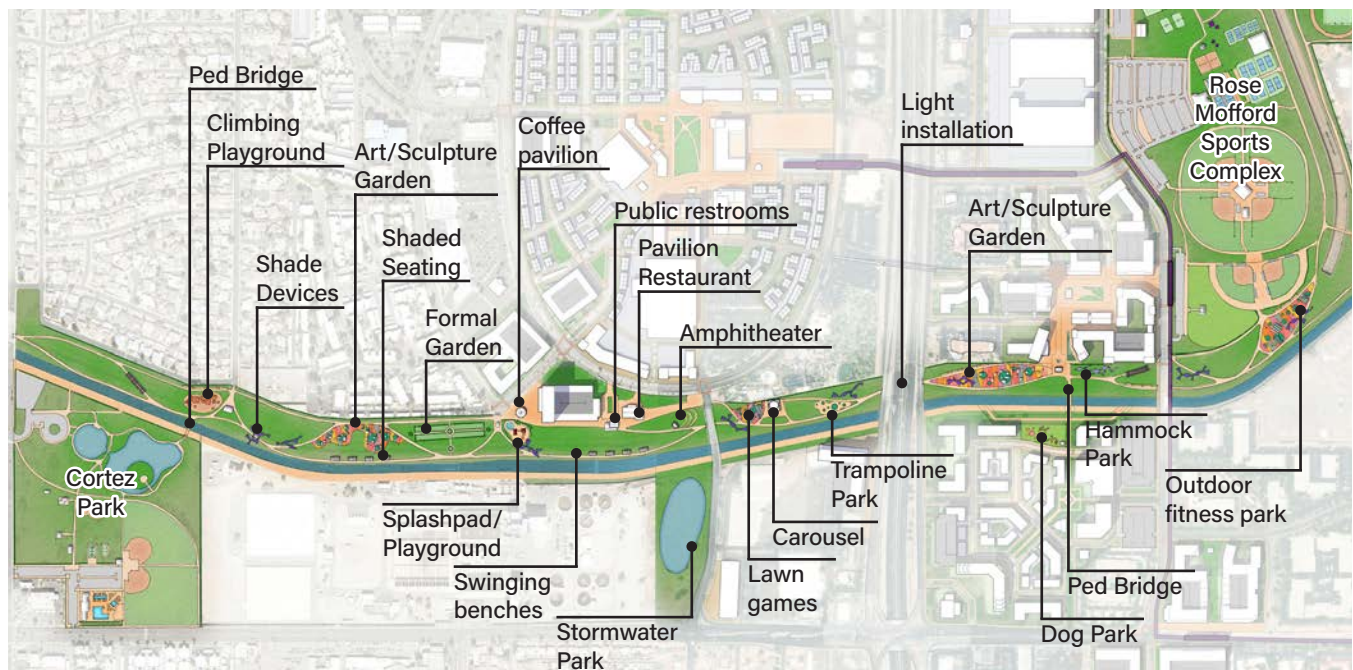 Ped Bridge
Climbing
Playground
Art/Sculpture
Garden
Shade
Devices
Shaded
Seating
Formal
Garden
Coffee
pavilion
Public restrooms
Pavilion
Restaurant
Amphitheater
Light
installation
Art/Sculpture
Garden
Rose
Mofford
Sports
Complex
Cortez
Park
Splashpad/
Playground
Swinging
benches
Stormwater
Park
Lawn
games
Carousel
Trampoline
Park
Hammock
Park
Outdoor
fitness park
Ped Bridge
Dog Park